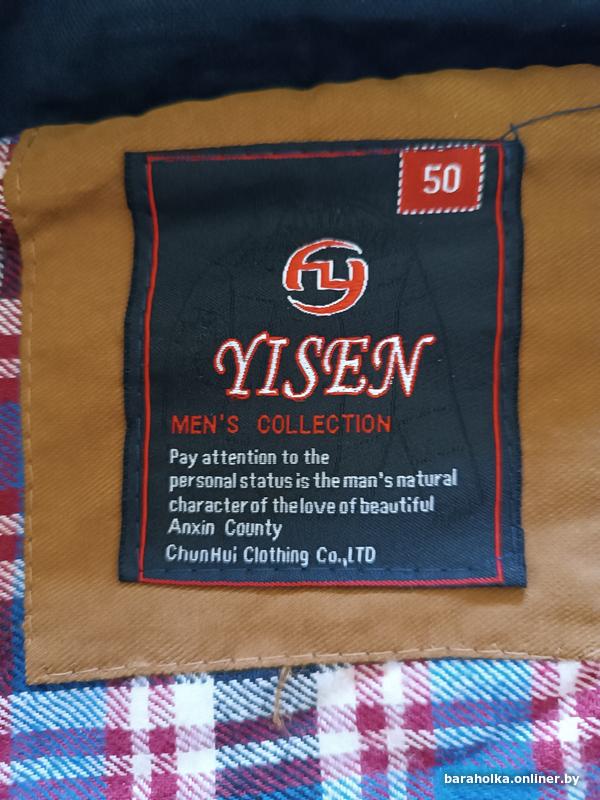 50
YISEN
MEN'S COLLECTION
Pay attention to the
personal status is the man's natural
character of the love of beautiful
Anxin County
ChunHui Clothing Co.,LTD
baraholka.onliner.by